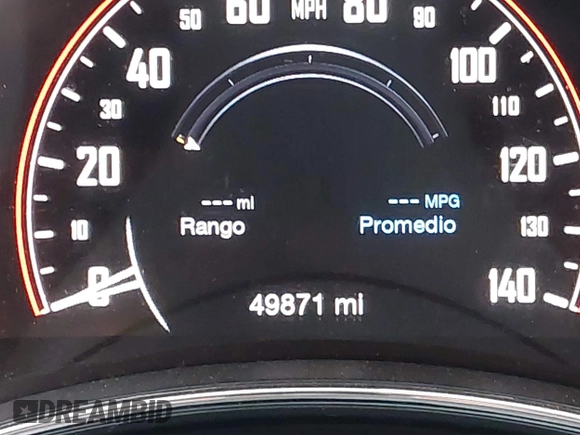 50 60 MPH 80 90
40 100
30 110
20 120
--- mi --- MPG
Rango Promedio
10 130
0 140
49871 mi
DREAMBID